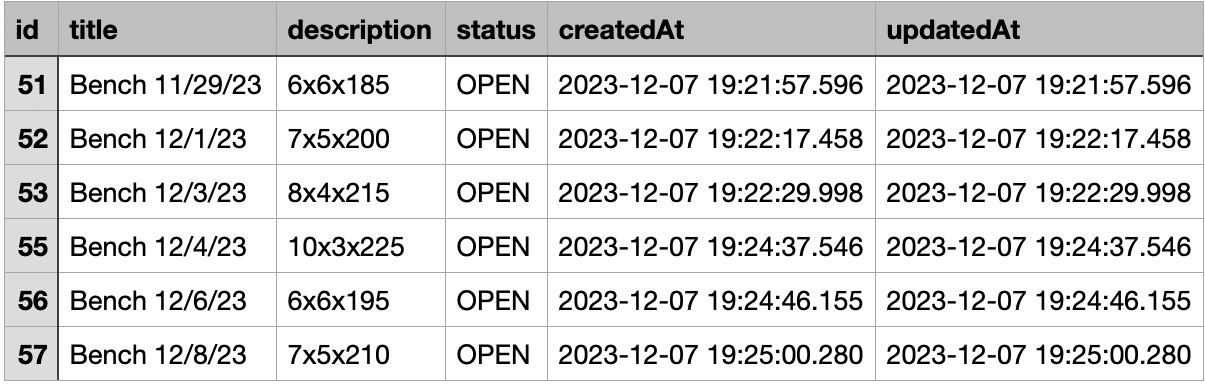 id title description status createdAt updatedAt
51 Bench 11/29/23 6x6x185 OPEN 2023-12-07 19:21:57.596 2023-12-07 19:21:57.596
52 Bench 12/1/23 7x5x200 OPEN 2023-12-07 19:22:17.458 2023-12-07 19:22:17.458
53 Bench 12/3/23 8x4x215 OPEN 2023-12-07 19:22:29.998 2023-12-07 19:22:29.998
55 Bench 12/4/23 10x3x225 OPEN 2023-12-07 19:24:37.546 2023-12-07 19:24:37.546
56 Bench 12/6/23 6x6x195 OPEN 2023-12-07 19:24:46.155 2023-12-07 19:24:46.155
57 Bench 12/8/23 7x5x210 OPEN 2023-12-07 19:25:00.280 2023-12-07 19:25:00.280